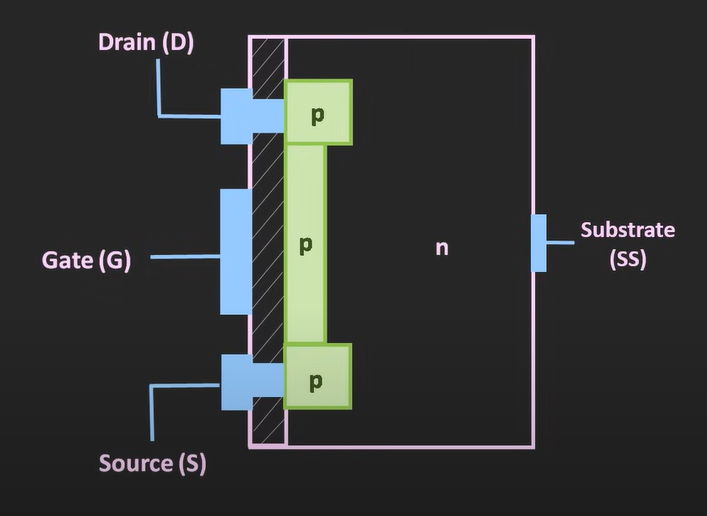 Drain (D)
p
p
n
Gate (G)
Substrate
(SS)
p
Source (S)